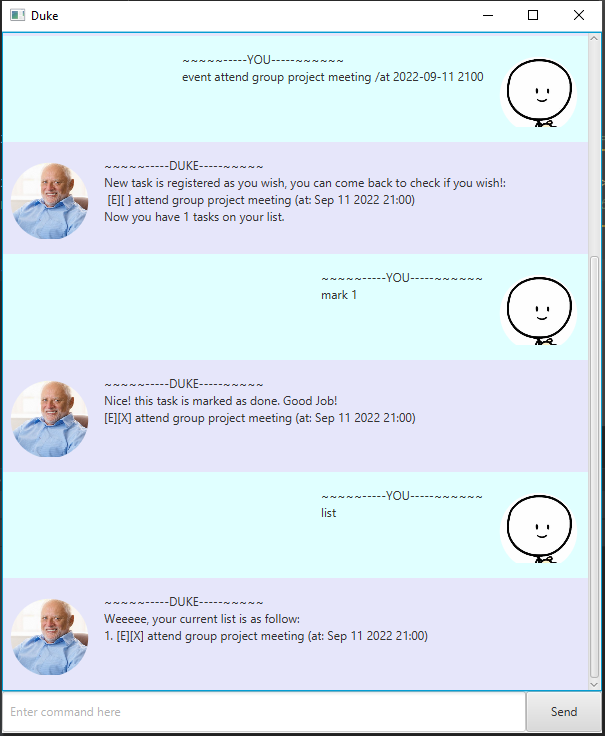 Duke
~~~~~-----YOU-----~~~~~~
event attend group project meeting /at 2022-09-11 2100
~~~~~-----DUKE-----~~~~~
New task is registered as you wish, you can come back to check if you wish!:
[E][ ] attend group project meeting (at: Sep 11 2022 21:00)
Now you have 1 tasks on your list.
~~~~~-----YOU-----~~~~~~
mark 1
~~~~~-----DUKE-----~~~~~
Nice! this task is marked as done. Good Job!
[E][X] attend group project meeting (at: Sep 11 2022 21:00)
~~~~~-----YOU-----~~~~~~
list
~~~~~-----DUKE-----~~~~~
Weeeee, your current list is as follow:
1. [E][X] attend group project meeting (at: Sep 11 2022 21:00)
Enter command here
Send